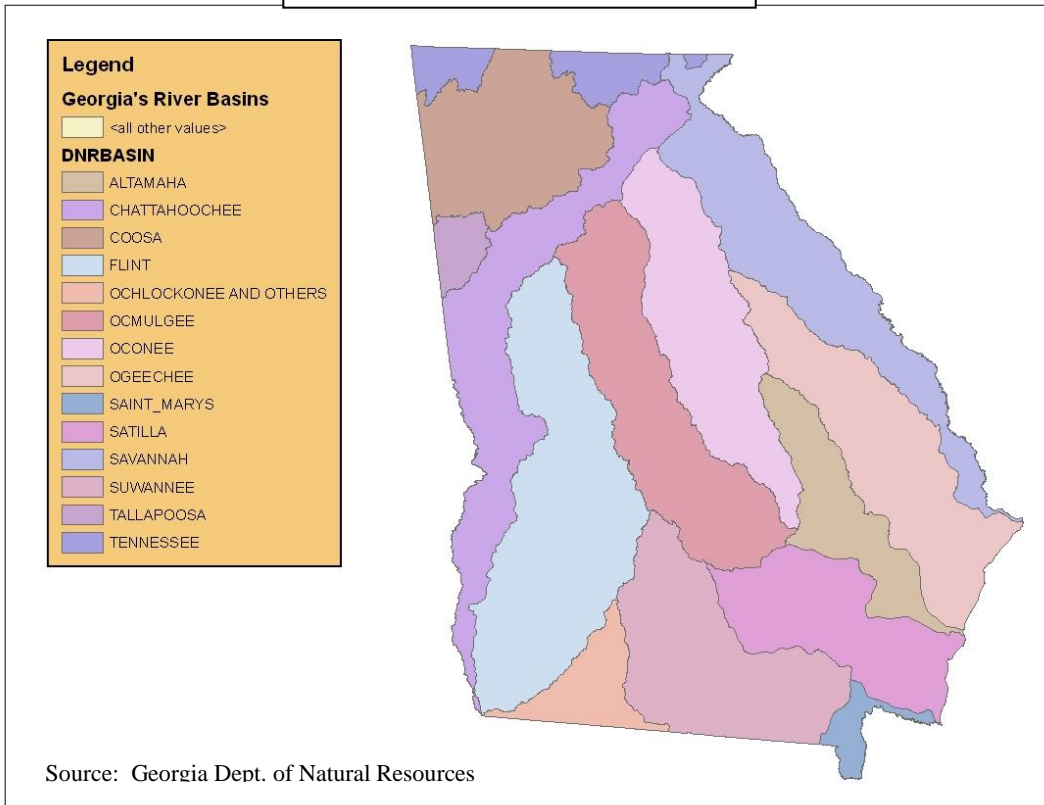 Legend
Georgia's River Basins
<all other values>
DNRBASIN
ALTAMAHA
CHATTAHOOCHEE
COOSA
FLINT
OCHLOCKONEE AND OTHERS
OCMULGEE
OCONEE
OGEECHEE
SAINT_MARYS
SATILLA
SAVANNAH
SUWANNEE
TALLAPOOSA
TENNESSEE
Source: Georgia Dept. of Natural Resources